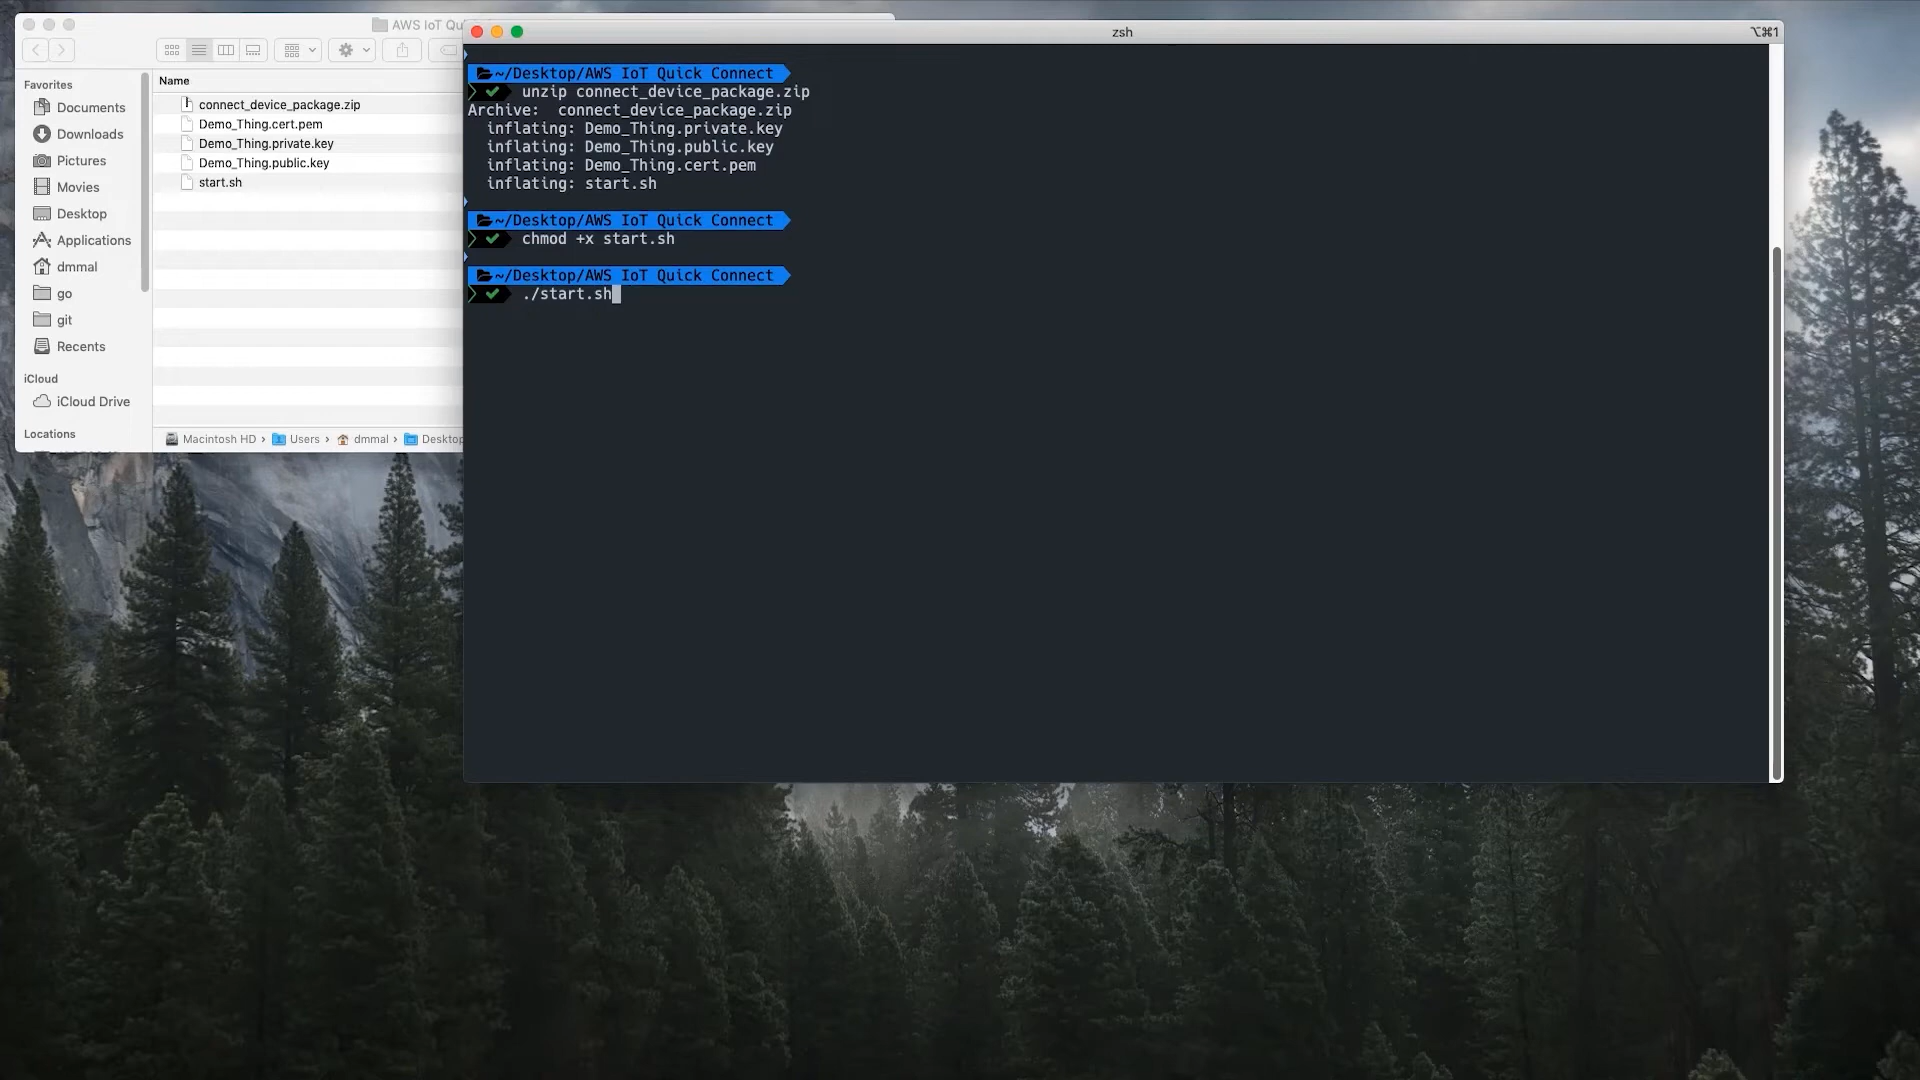 AWS IoT Qu
Favorites
Documents
Downloads
Pictures
Movies
Desktop
Applications
dmmal
go
git
Recents
iCloud
iCloud Drive
Locations
Name
connect_device_package.zip
Demo_Thing.cert.pem
Demo_Thing.private.key
Demo_Thing.public.key
start.sh
Macintosh HD › Users › dmmal › Desktop
zsh
⌥⌘1
~/Desktop/AWS IoT Quick Connect
unzip connect_device_package.zip
Archive:  connect_device_package.zip
inflating: Demo_Thing.private.key
inflating: Demo_Thing.public.key
inflating: Demo_Thing.cert.pem
inflating: start.sh
~/Desktop/AWS IoT Quick Connect
chmod +x start.sh
~/Desktop/AWS IoT Quick Connect
./start.sh